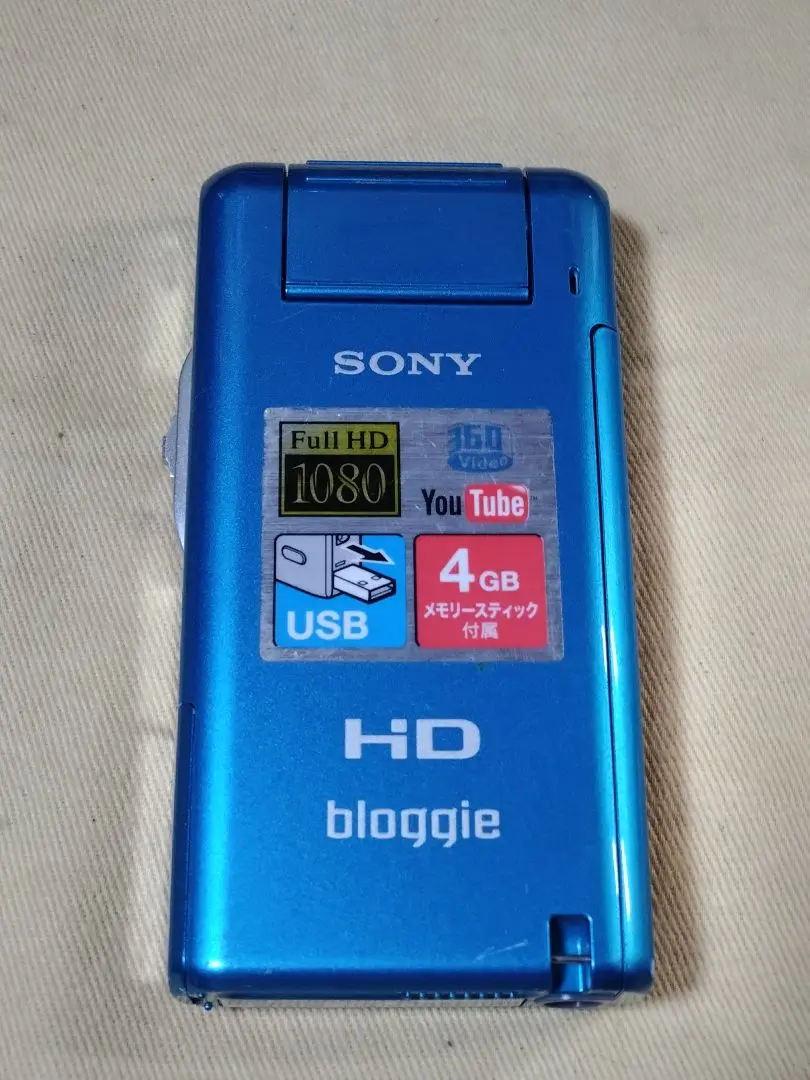 SONY
Full HD
1080
360
Video
YouTube™
USB
4GB
メモリースティック
付属
HD
bloggie